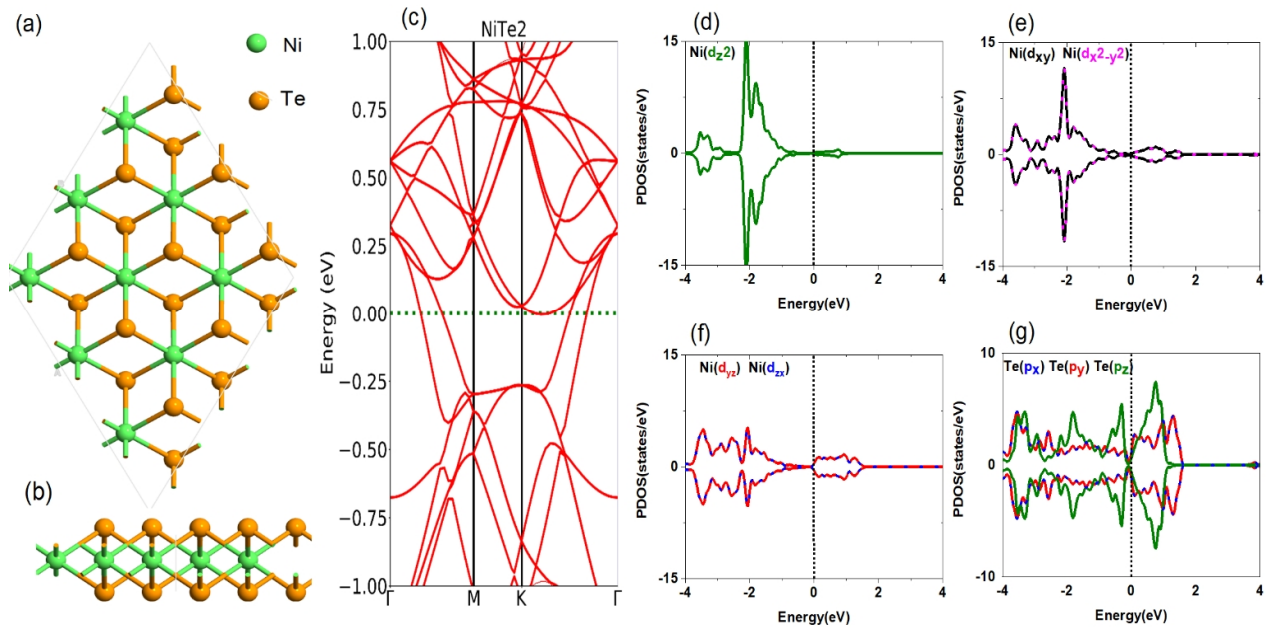 (a)
Ni
Te
(b)
(c)
NiTe2
Energy (eV)
1.00
0.75
0.50
0.25
0.00
−0.25
−0.50
−0.75
−1.00
Γ M K Γ
(d)
Ni(dz2)
PDOS(states/eV)
15
0
-15
-4 -2 0 2 4
Energy(eV)
(e)
Ni(dxy) Ni(dx2-y2)
PDOS(states/eV)
15
0
-15
-4 -2 0 2 4
Energy(eV)
(f)
Ni(dyz) Ni(dzx)
PDOS(states/eV)
15
0
-15
-4 -2 0 2 4
Energy(eV)
(g)
Te(px) Te(py) Te(pz)
PDOS(states/eV)
10
0
-10
-4 -2 0 2 4
Energy(eV)